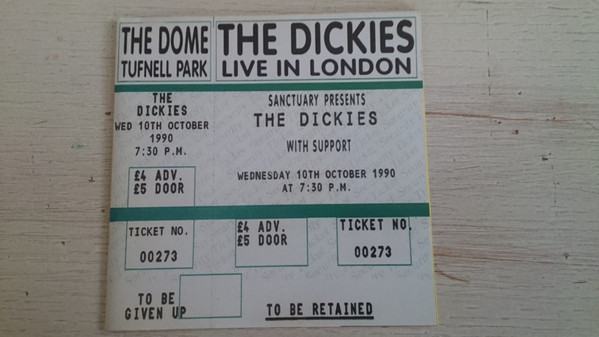 THE DOME
TUFNELL PARK
THE DICKIES
LIVE IN LONDON
THE
DICKIES
WED 10TH OCTOBER
1990
7:30 P.M.
£4 ADV.
£5 DOOR
TICKET NO.
00273
TO BE
GIVEN UP
SANCTUARY PRESENTS
THE DICKIES
WITH SUPPORT
WEDNESDAY 10TH OCTOBER 1990
AT 7:30 P.M.
£4 ADV.
£5 DOOR
TICKET NO.
00273
TO BE RETAINED